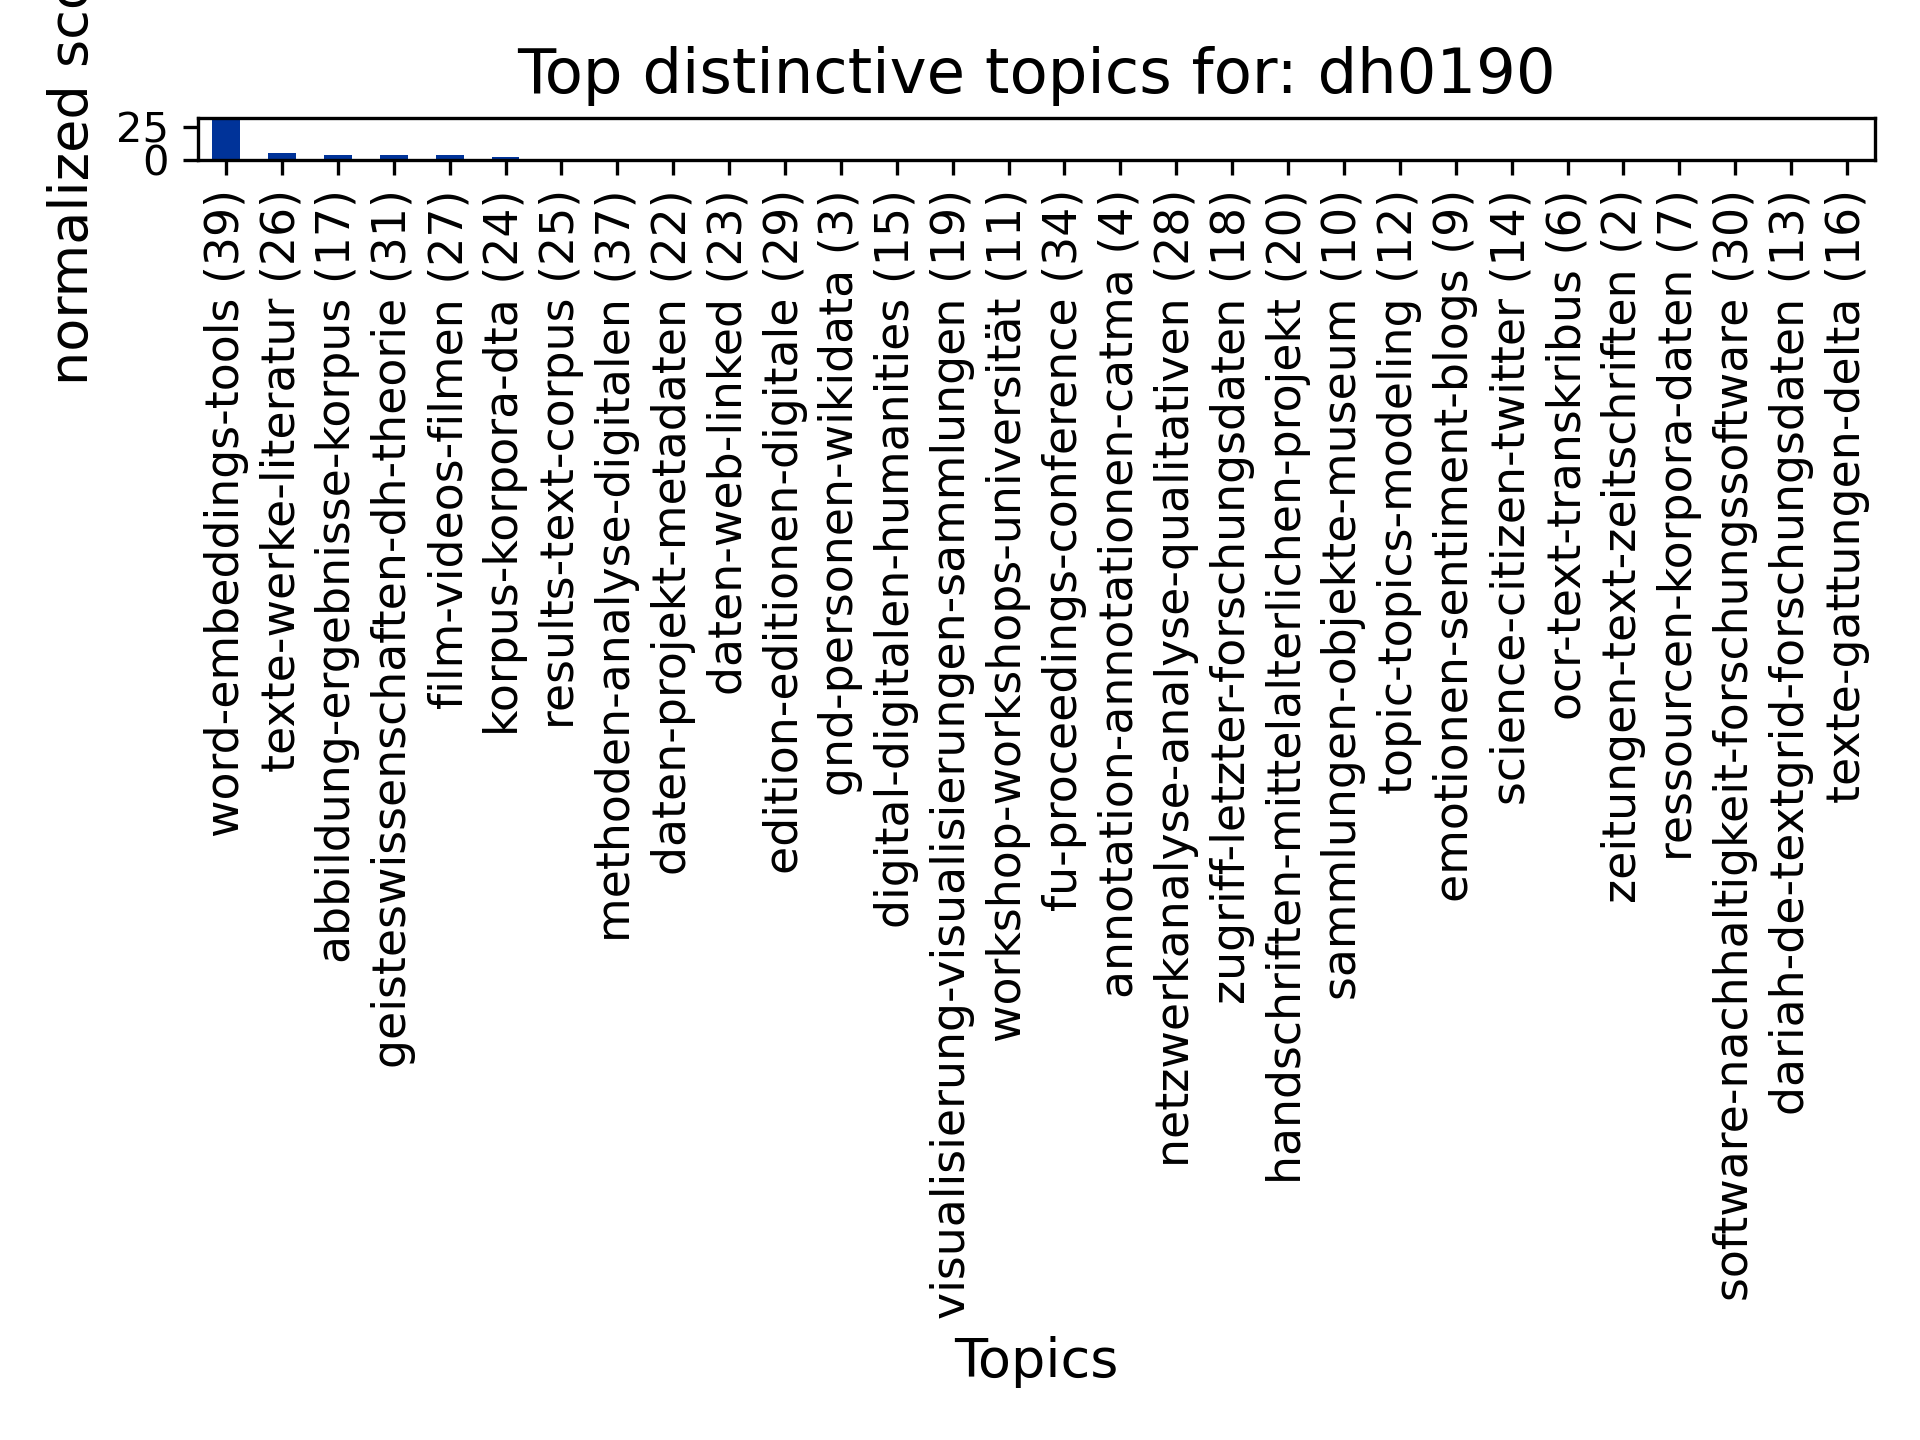 Top distinctive topics for: dh0190
normalized
25
0
word-embeddings-tools (39)
texte-werke-literatur (26)
abbildung-ergebnisse-korpus (17)
geisteswissenschaften-dh-theorie (31)
film-videos-filmen (27)
korpus-korpora-dta (24)
results-text-corpus (25)
methoden-analyse-digitalen (37)
daten-projekt-metadaten (22)
daten-web-linked (23)
edition-editionen-digitale (29)
gnd-personen-wikidata (3)
digital-digitalen-humanities (15)
visualisierung-visualisierungen-sammlungen (19)
workshop-workshops-universität (11)
fu-proceedings-conference (34)
annotation-annotationen-catma (4)
netzwerkanalyse-analyse-qualitativen (28)
zugriff-letzter-forschungsdaten (18)
handschriften-mittelalterlichen-projekt (20)
sammlungen-objekte-museum (10)
topic-topics-modeling (12)
emotionen-sentiment-blogs (9)
science-citizen-twitter (14)
ocr-text-transkribus (6)
zeitungen-text-zeitschriften (2)
ressourcen-korpora-daten (7)
software-nachhaltigkeit-forschungssoftware (30)
dariah-de-textgrid-forschungsdaten (13)
texte-gattungen-delta (16)
Topics